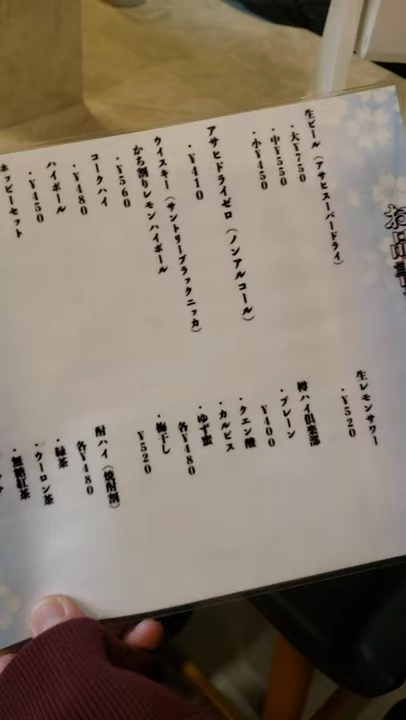 生ビール（アサヒスーパードライ）
・大¥750
・中¥550
・小¥450
アサヒドライゼロ（ノンアルコール）
・¥410
ウイスキー（サントリーブラックニッカ）
かち割りレモンハイボール
・¥560
コークハイ
・¥480
ハイボール
・¥450
ホッピーセット
生レモンサワー
・¥520
樽ハイ倶楽部
・プレーン
¥400
・クエン酸
・カルピス
・ゆず蜜
各¥480
・梅干し
¥520
酎ハイ（焼酎割）
各¥480
・緑茶
・ウーロン茶
・無糖紅茶